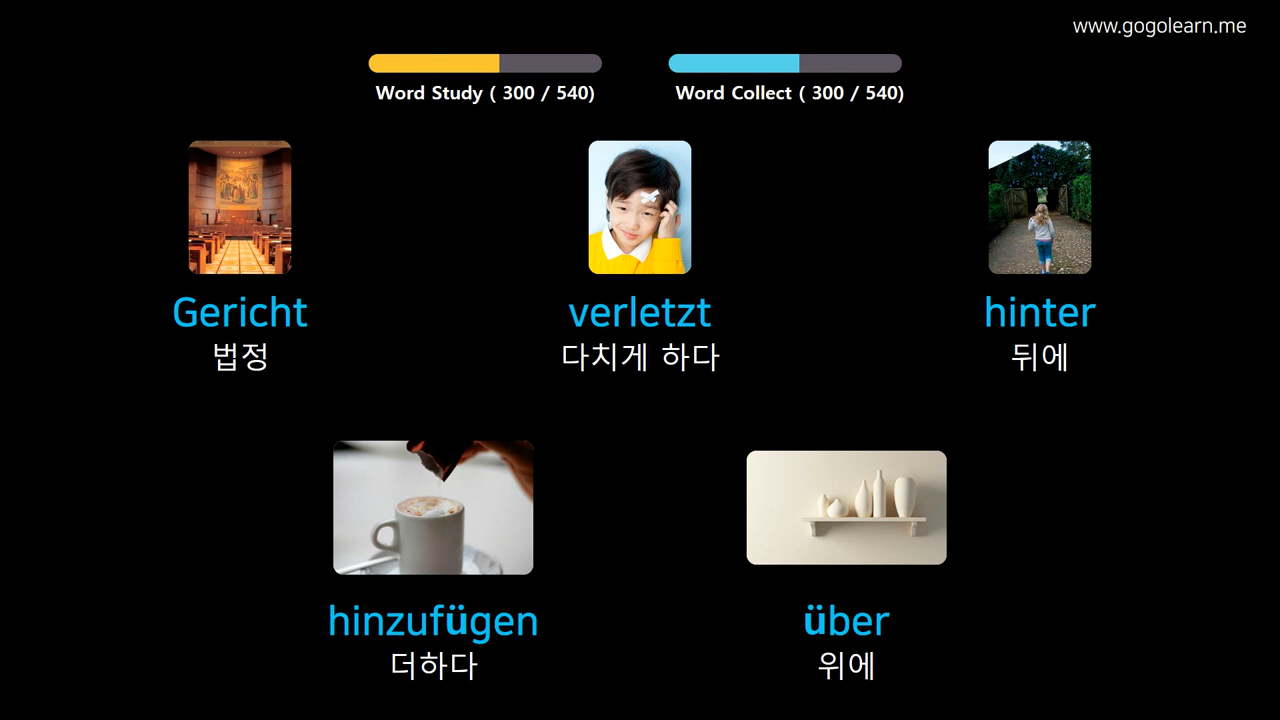 www.gogolearn.me
Word Study ( 300 / 540)
Word Collect ( 300 / 540)
Gericht
법정
verletzt
다치게 하다
hinter
뒤에
hinzufügen
더하다
über
위에